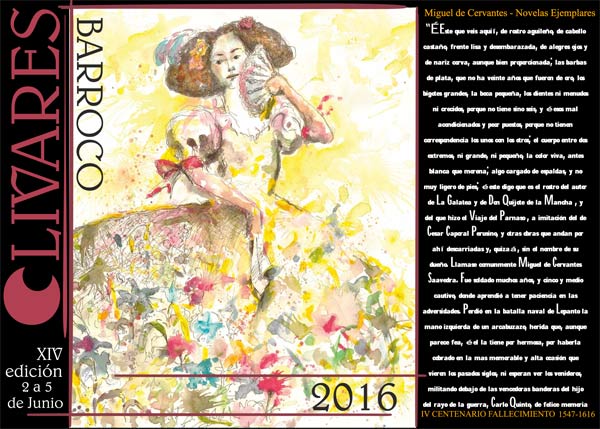 OLIVARES
BARROCO
XIV
edición
2 a 5
de Junio
2016
Miguel de Cervantes - Novelas Ejemplares
"Este que veis aquí, de rostro aguileño, de cabello
castaño, frente lisa y desembarazada, de alegres ojos y
de nariz corva, aunque bien proporcionada; las barbas
de plata, que no ha veinte años que fueron de oro, los
bigotes grandes, la boca pequeña, los dientes ni menudos
ni crecidos, porque no tiene sino seis, y ésos mal
acondicionados y peor puestos, porque no tienen
correspondencia los unos con los otros; el cuerpo entre dos
extremos, ni grande, ni pequeño, la color viva, antes
blanca que morena; algo cargado de espaldas, y no
muy ligero de pies; éste digo que es el rostro del autor
de La Galatea y de Don Quijote de la Mancha, y
del que hizo el Viaje del Parnaso, a imitación del de
Cesar Caporal Perusino, y otras obras que andan por
ahí descarriadas y, quizá, sin el nombre de su
dueño. Llamase comunmente Miguel de Cervantes
Saavedra. Fue soldado muchos años, y cinco y medio
cautivo, donde aprendió a tener paciencia en las
adversidades. Perdió en la batalla naval de Lepanto la
mano izquierda de un arcabuzazo, herida que, aunque
parece fea, él la tiene por hermosa, por haberla
cobrado en la mas memorable y alta ocasión que
vieron los pasados siglos, ni esperan ver los venideros,
militando debajo de las vencedoras banderas del hijo
del rayo de la guerra, Carlo Quinto, de felice memoria
IV CENTENARIO FALLECIMIENTO 1547-1616